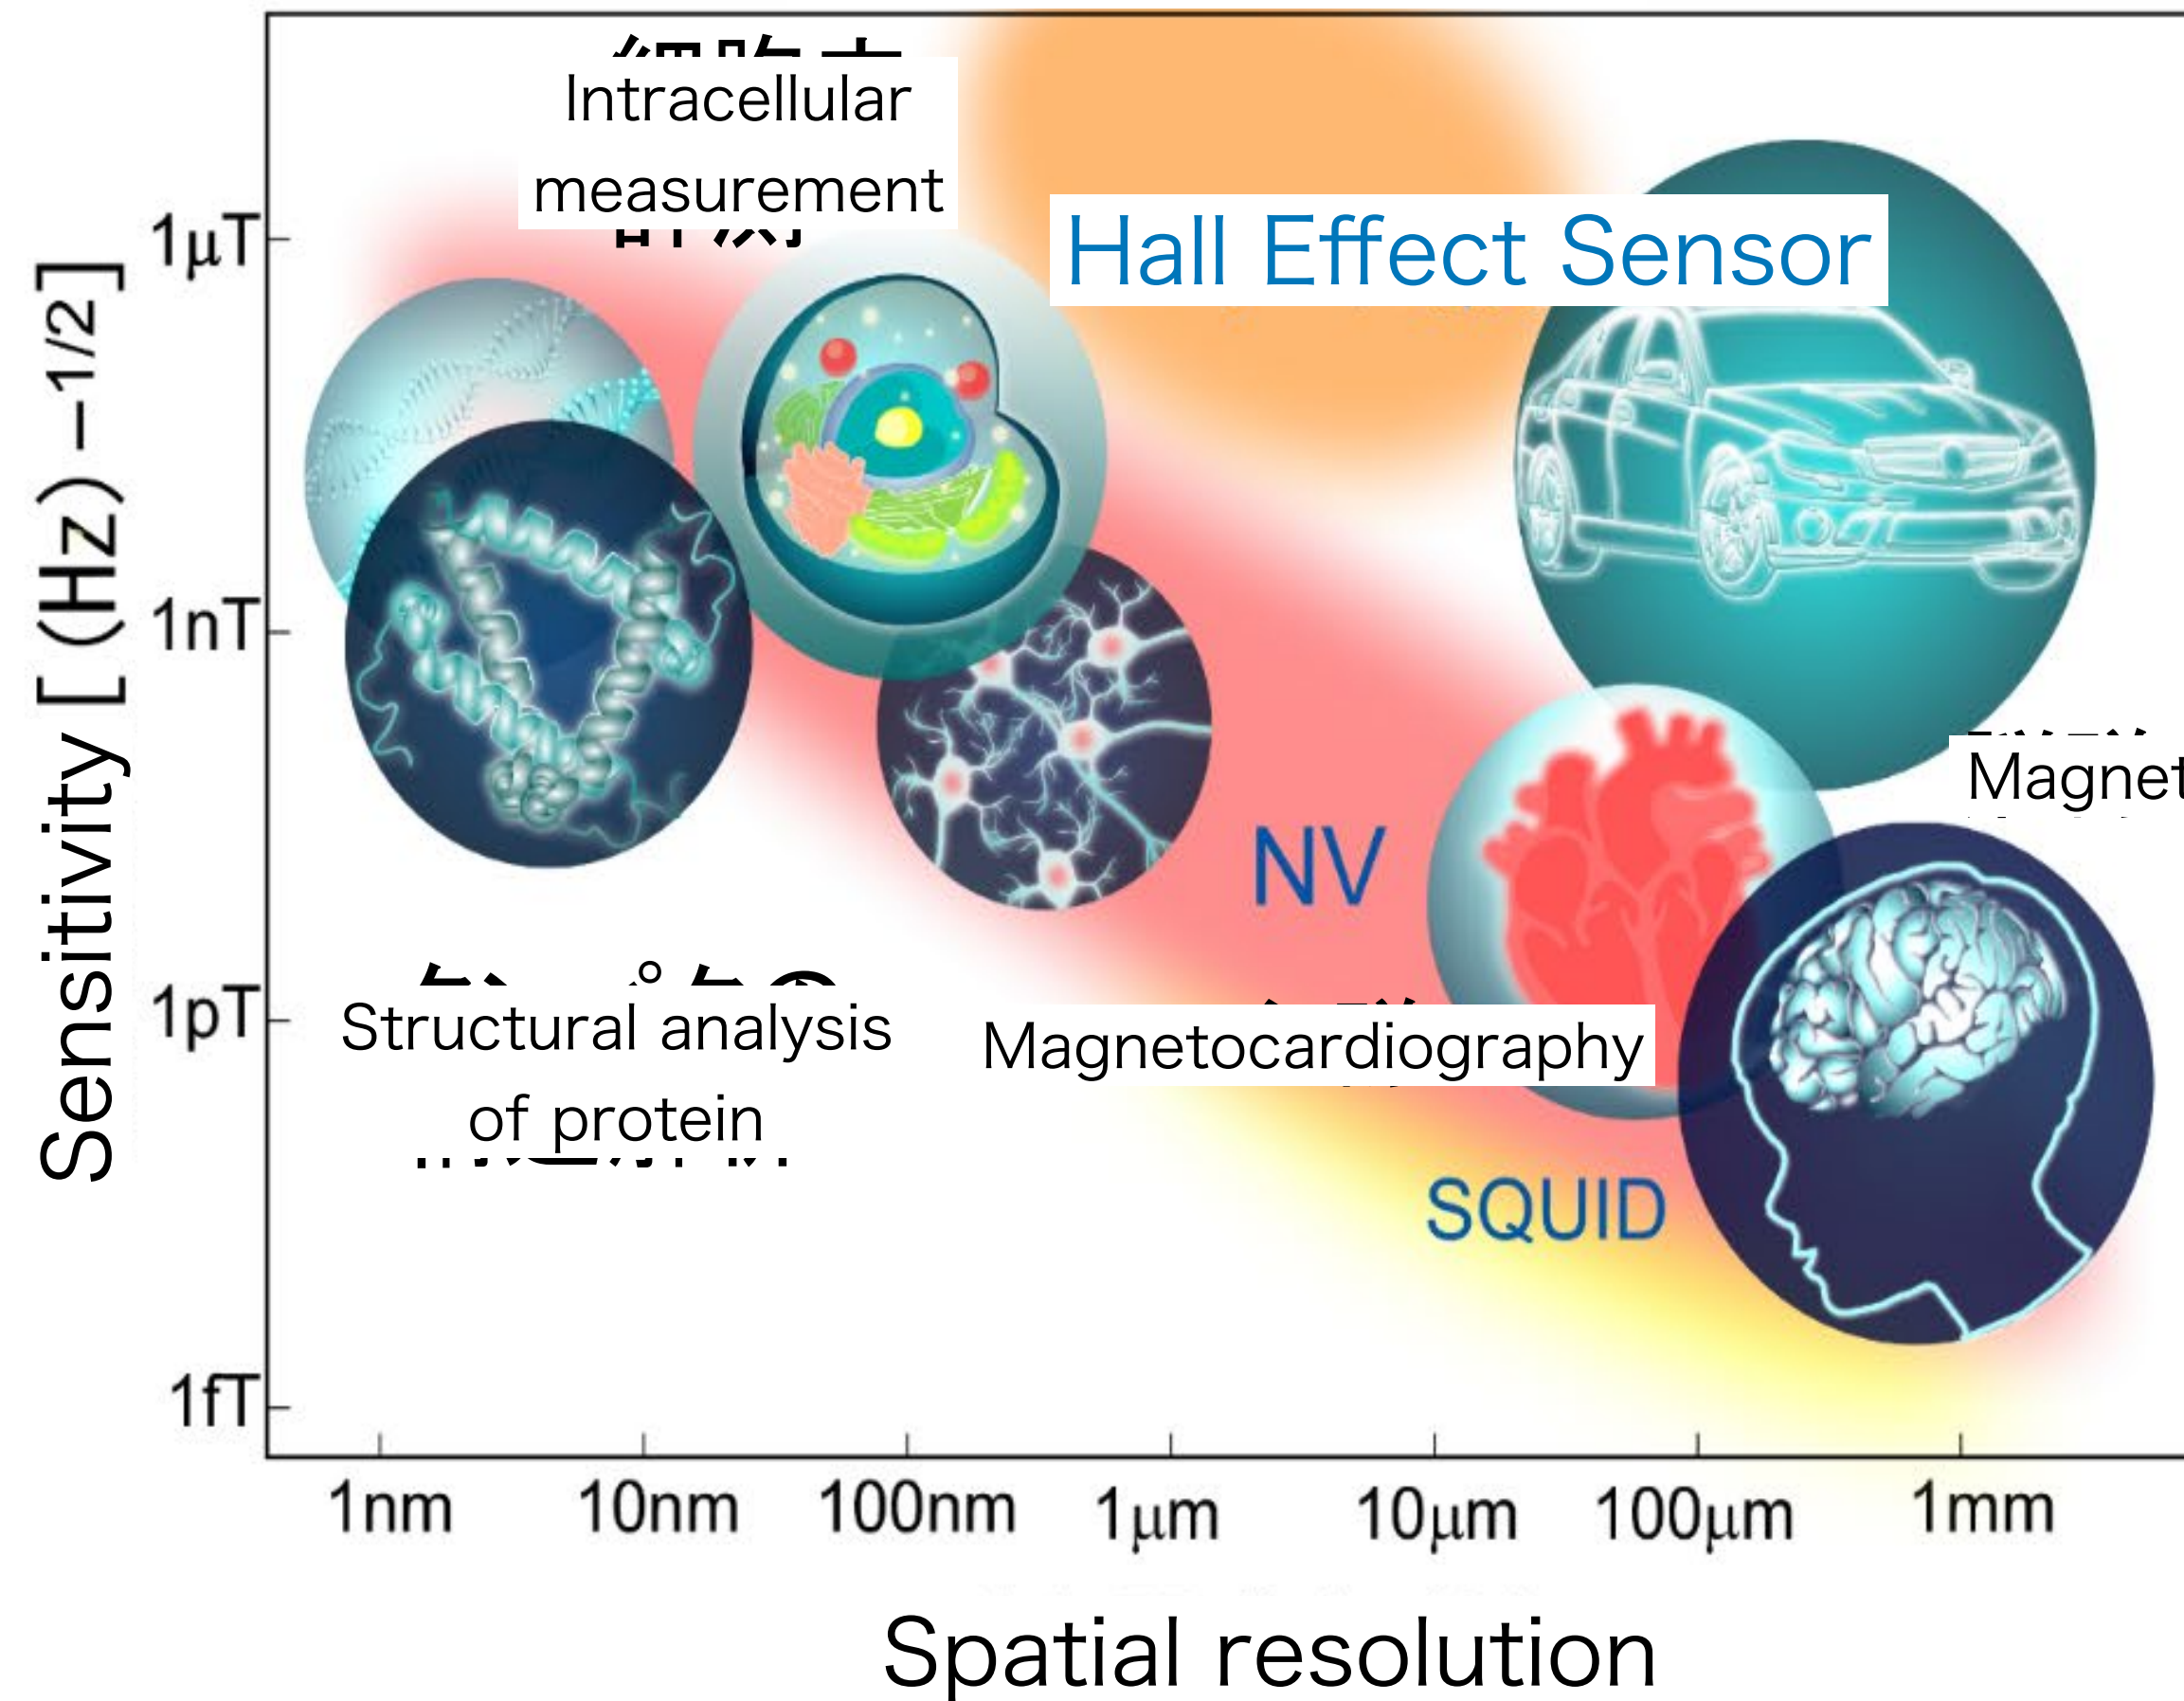 Intracellular
measurement
Hall Effect Sensor
1μT
1nT
1pT
1fT
Sensitivity [ (Hz) –1/2]
Magnet
NV
Structural analysis
of protein
Magnetocardiography
SQUID
1nm 10nm 100nm 1μm 10μm 100μm 1mm
Spatial resolution